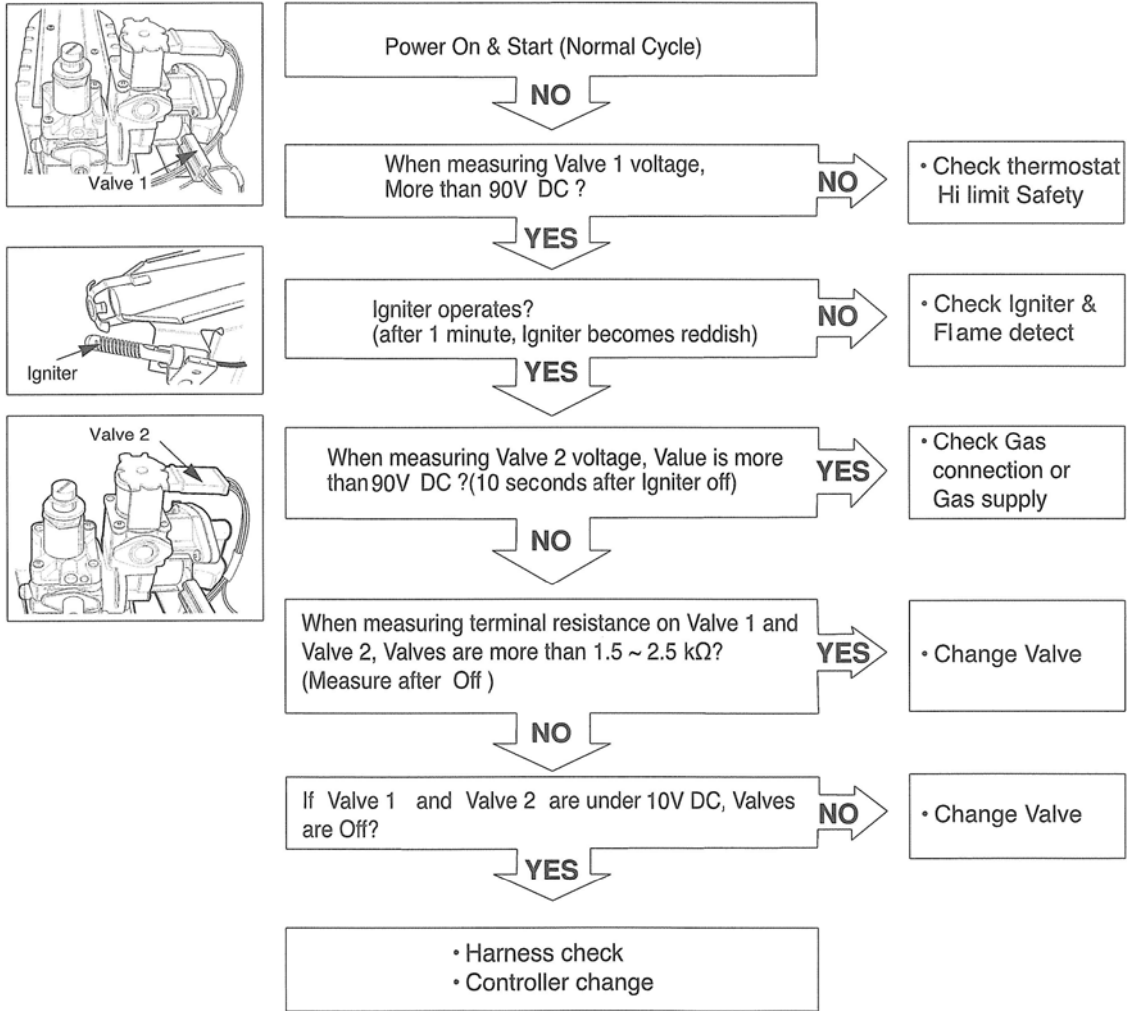 Power On & Start (Normal Cycle)
NO
Valve 1
When measuring Valve 1 voltage,
More than 90V DC ?
NO
• Check thermostat
Hi limit Safety
YES
Igniter
Igniter operates?
(after 1 minute, Igniter becomes reddish)
NO
• Check Igniter &
Flame detect
YES
Valve 2
When measuring Valve 2 voltage, Value is more
than 90V DC ?(10 seconds after Igniter off)
YES
• Check Gas
connection or
Gas supply
NO
When measuring terminal resistance on Valve 1 and
Valve 2, Valves are more than 1.5 ~ 2.5 kΩ?
(Measure after Off )
YES
• Change Valve
NO
If Valve 1 and Valve 2 are under 10V DC, Valves
are Off?
NO
• Change Valve
YES
• Harness check
• Controller change